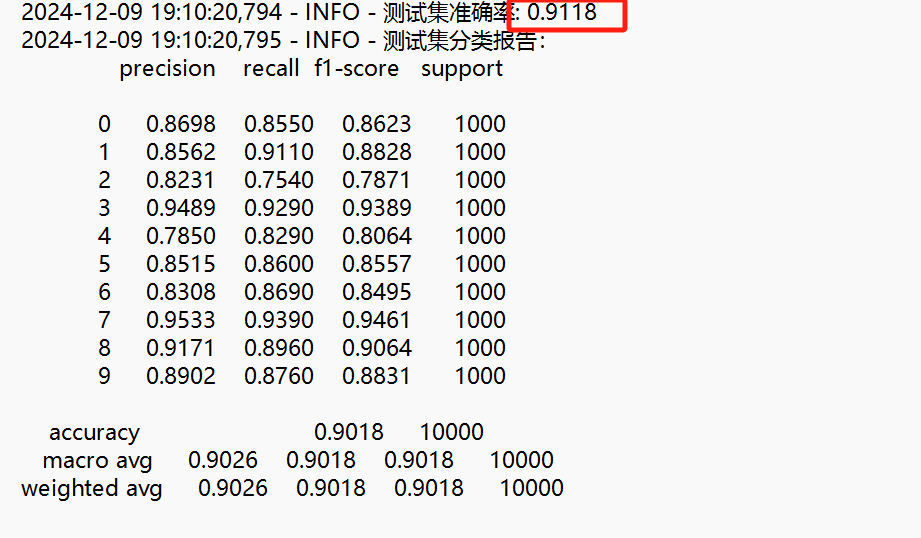 2024-12-09 19:10:20,794 - INFO - 测试集准确率: 0.9118
2024-12-09 19:10:20,795 - INFO - 测试集分类报告：
precision recall f1-score support
0 0.8698 0.8550 0.8623 1000
1 0.8562 0.9110 0.8828 1000
2 0.8231 0.7540 0.7871 1000
3 0.9489 0.9290 0.9389 1000
4 0.7850 0.8290 0.8064 1000
5 0.8515 0.8600 0.8557 1000
6 0.8308 0.8690 0.8495 1000
7 0.9533 0.9390 0.9461 1000
8 0.9171 0.8960 0.9064 1000
9 0.8902 0.8760 0.8831 1000
accuracy 0.9018 10000
macro avg 0.9026 0.9018 0.9018 10000
weighted avg 0.9026 0.9018 0.9018 10000